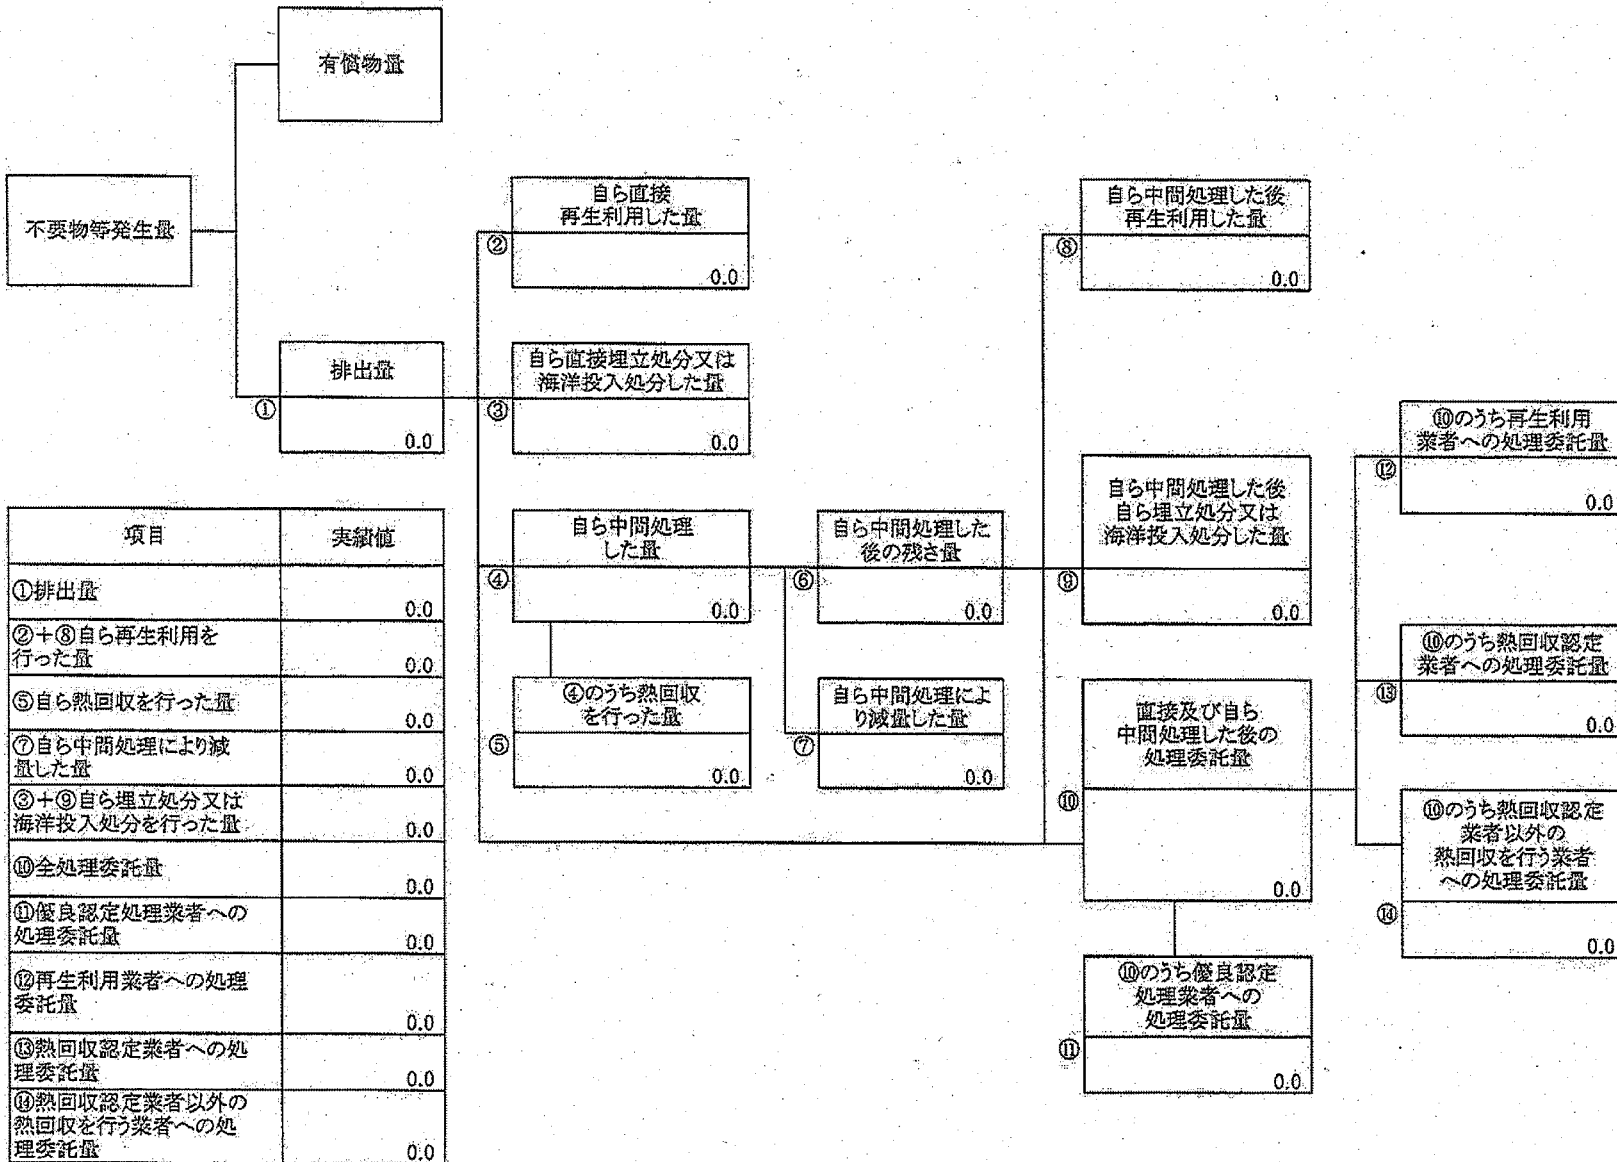 有償物量
不要物等発生量
排出量
①
0.0
自ら直接
再生利用した量
②
0.0
自ら直接埋立処分又は
海洋投入処分した量
③
0.0
自ら中間処理
した量
④
0.0
④のうち熱回収
を行った量
⑤
0.0
自ら中間処理した
後の残さ量
⑥
0.0
自ら中間処理によ
り減量した量
⑦
0.0
自ら中間処理した後
再生利用した量
⑧
0.0
自ら中間処理した後
自ら埋立処分又は
海洋投入処分した量
⑨
0.0
直接及び自ら
中間処理した後の
処理委託量
⑩
0.0
⑩のうち優良認定
処理業者への
処理委託量
⑪
0.0
⑩のうち再生利用
業者への処理委託量
⑫
0.0
⑩のうち熱回収認定
業者への処理委託量
⑬
0.0
⑩のうち熱回収認定
業者以外の
熱回収を行う業者
への処理委託量
⑭
0.0
項目 実績値
①排出量
0.0
②+⑧自ら再生利用を
行った量
0.0
⑤自ら熱回収を行った量
0.0
⑦自ら中間処理により減
量した量
0.0
③+⑨自ら埋立処分又は
海洋投入処分を行った量
0.0
⑩全処理委託量
0.0
⑪優良認定処理業者への
処理委託量
0.0
⑫再生利用業者への処理
委託量
0.0
⑬熱回収認定業者への処
理委託量
0.0
⑭熱回収認定業者以外の
熱回収を行う業者への処
理委託量
0.0